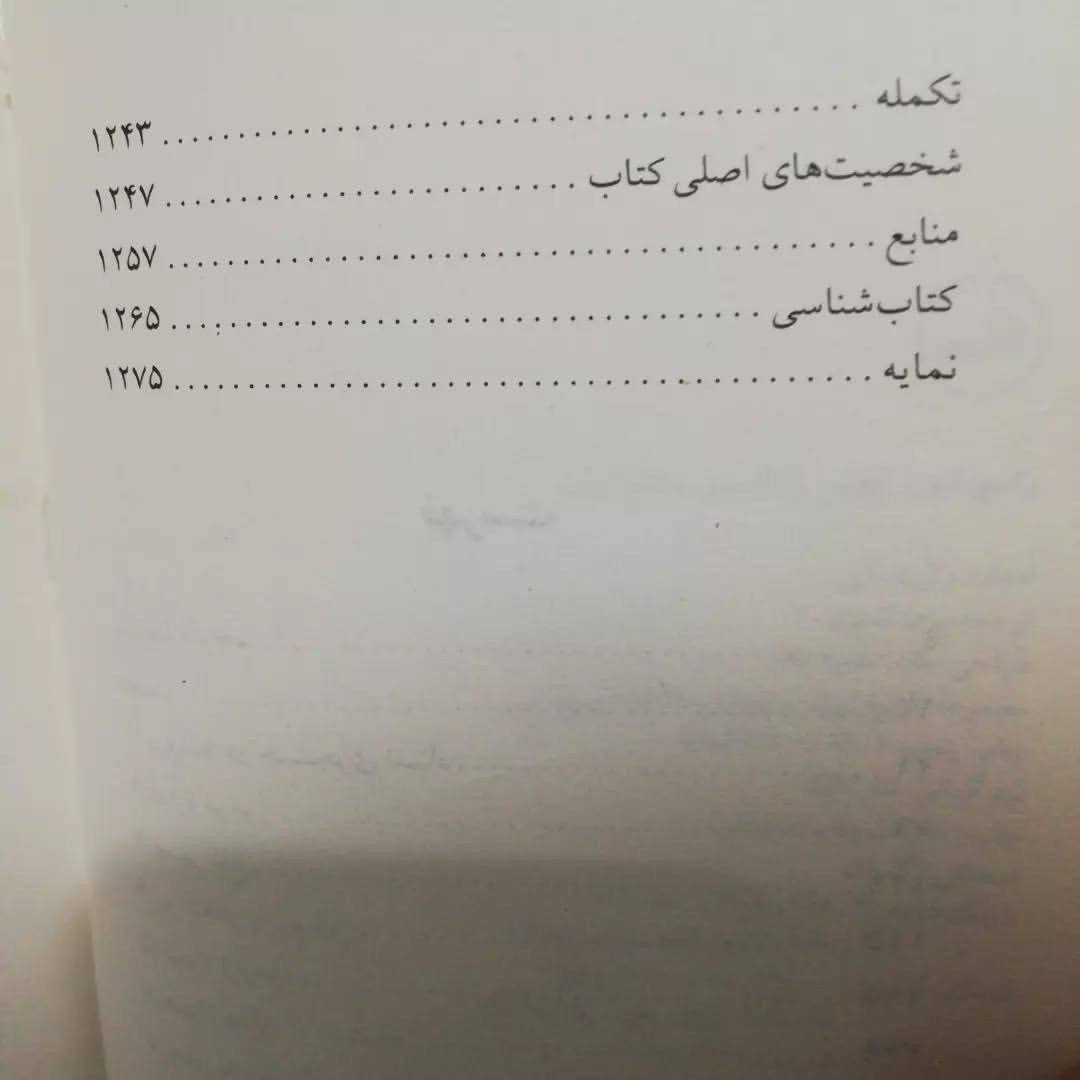 تکمله ........................................ ۱۲۴۳
شخصیت‌های اصلی کتاب ........................ ۱۲۴۷
منابع ........................................ ۱۲۵۷
کتاب‌شناسی ................................ ۱۲۶۵
نمایه ........................................ ۱۲۷۵